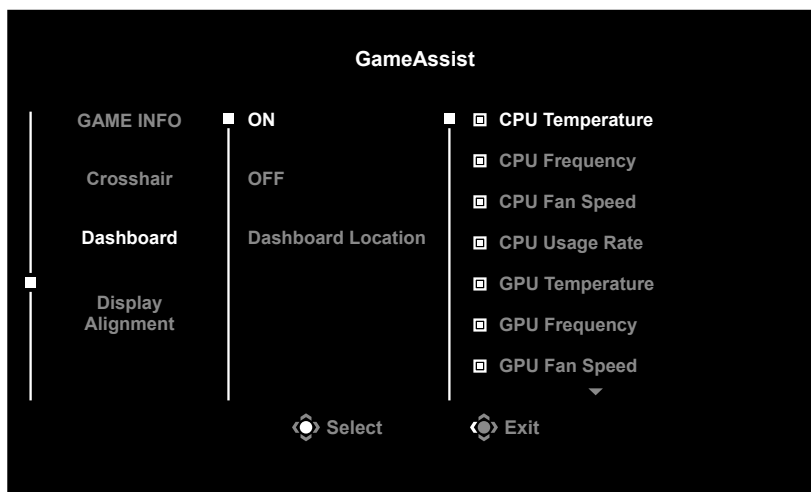 GameAssist
GAME INFO
Crosshair
Dashboard
Display
Alignment
ON
OFF
Dashboard Location
CPU Temperature
CPU Frequency
CPU Fan Speed
CPU Usage Rate
GPU Temperature
GPU Frequency
GPU Fan Speed
Select
Exit